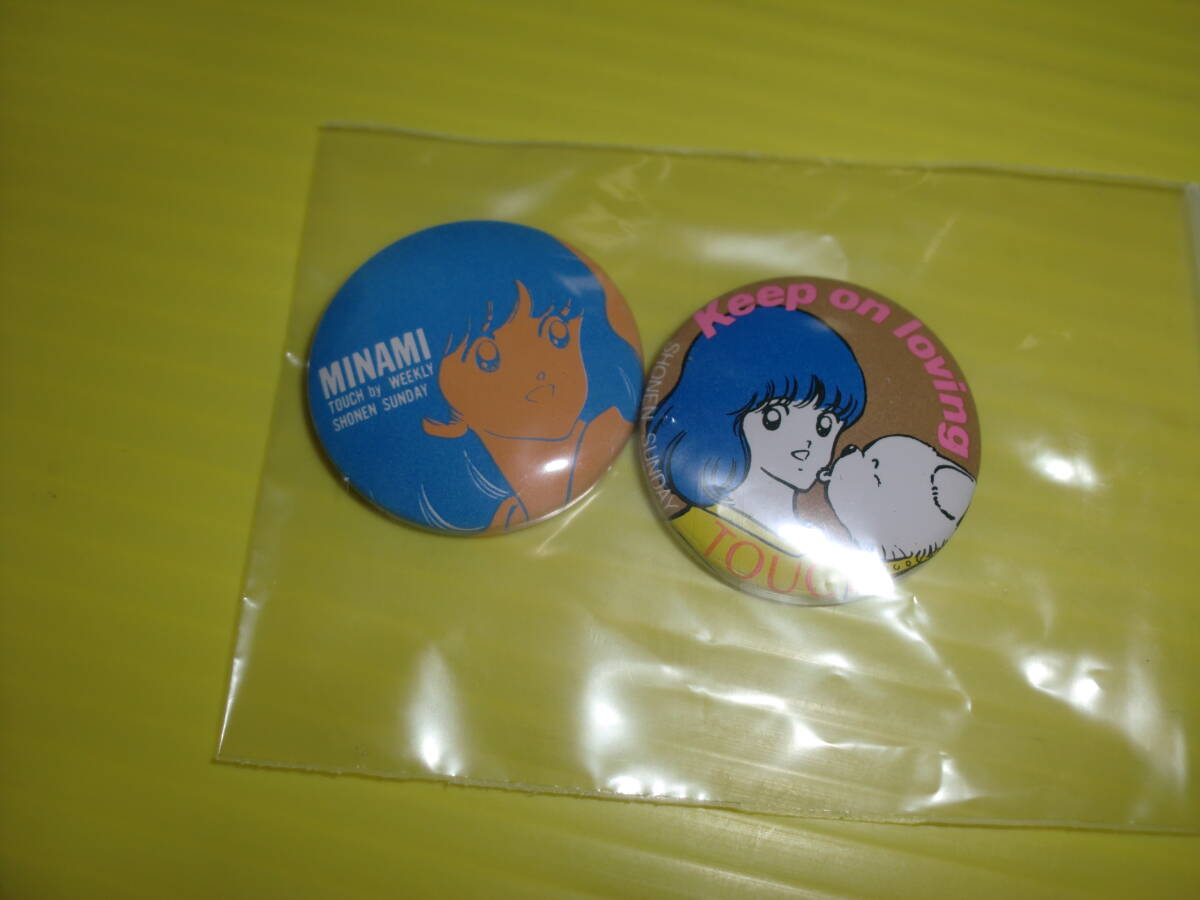 MINAMI
TOUCH by WEEKLY
SHONEN SUNDAY
Keep on loving
SHONEN SUNDAY